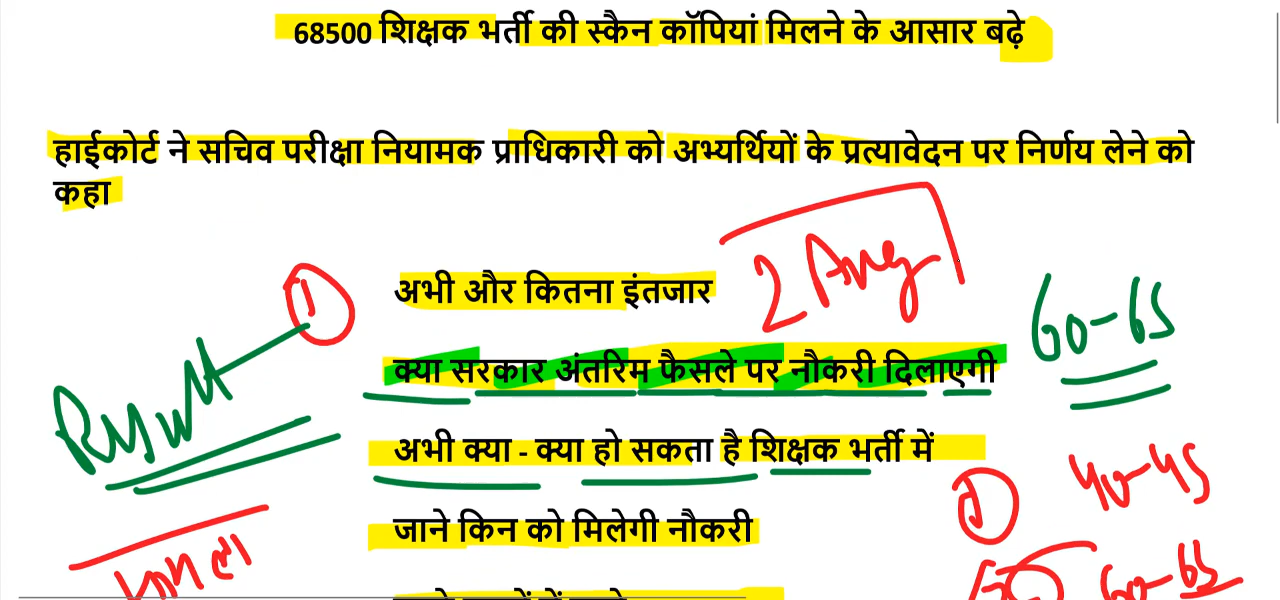 68500 शिक्षक भर्ती की स्कैन कॉपियां मिलने के आसार बढ़े
हाईकोर्ट ने सचिव परीक्षा नियामक प्राधिकारी को अभ्यर्थियों के प्रत्यावेदन पर निर्णय लेने को
कहा
2 Aug
अभी और कितना इंतजार
1
60-65
क्या सरकार अंतरिम फैसले पर नौकरी दिलाएगी
Result
अभी क्या - क्या हो सकता है शिक्षक भर्ती में
40-45
जाने किन को मिलेगी नौकरी
60-65